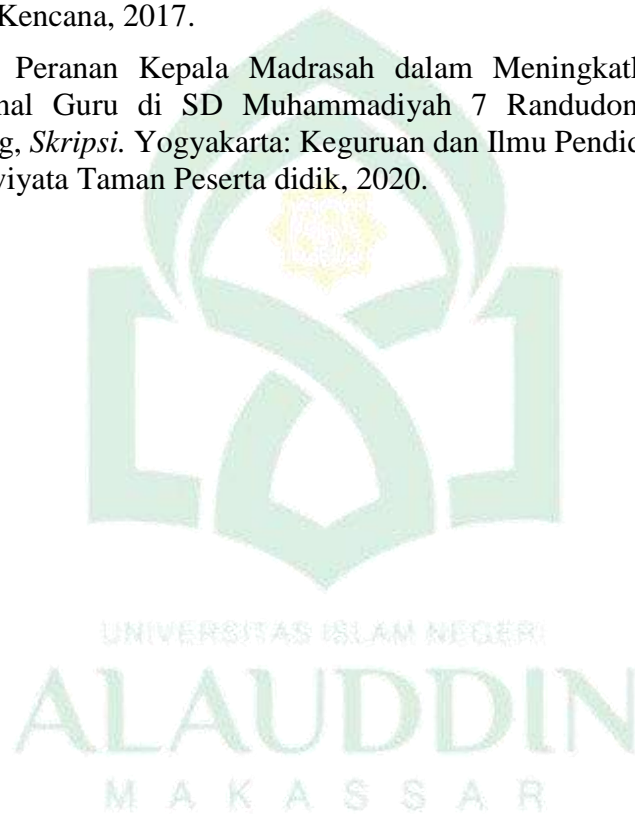 Kencana, 2017.
Peranan Kepala Madrasah dalam Meningkatk
nal Guru di SD Muhammadiyah 7 Randudon
g, Skripsi. Yogyakarta: Keguruan dan Ilmu Pendid
wiyata Taman Peserta didik, 2020.
UNIVERSITAS ISLAM NEGERI
ALAUDDIN
MAKASSAR